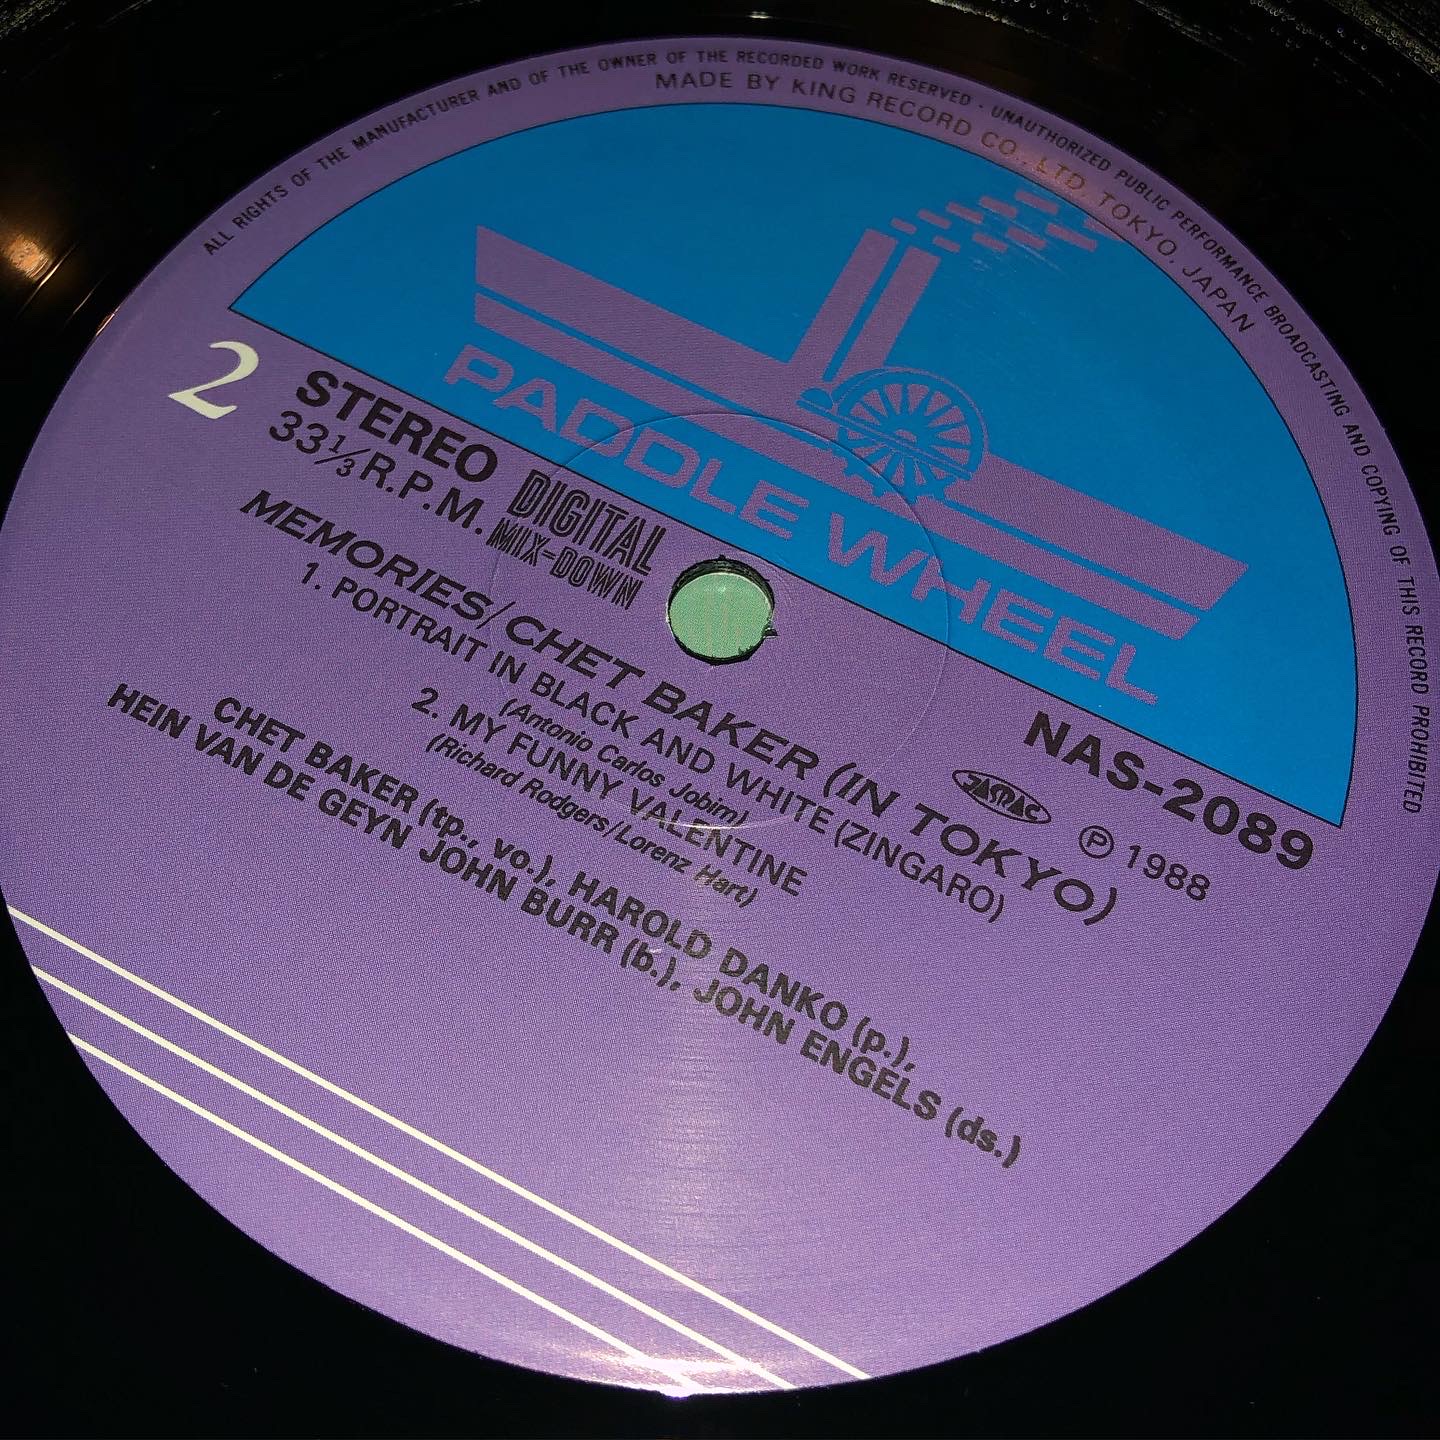 ALL RIGHTS OF THE MANUFACTURER AND OF THE OWNER OF THE RECORDED WORK RESERVED · UNAUTHORIZED PUBLIC PERFORMANCE BROADCASTING AND COPYING OF THIS RECORD PROHIBITED
MADE BY KING RECORD CO., LTD. TOKYO, JAPAN
PADDLE WHEEL
2
STEREO
33 1/3 R.P.M.
DIGITAL
MIX-DOWN
NAS-2089
JASRAC
Ⓟ 1988
MEMORIES/CHET BAKER (IN TOKYO)
1. PORTRAIT IN BLACK AND WHITE (ZINGARO)
(Antonio Carlos Jobim)
2. MY FUNNY VALENTINE
(Richard Rodgers/Lorenz Hart)
CHET BAKER (tp., vo.), HAROLD DANKO (p.),
HEIN VAN DE GEYN JOHN BURR (b.), JOHN ENGELS (ds.)